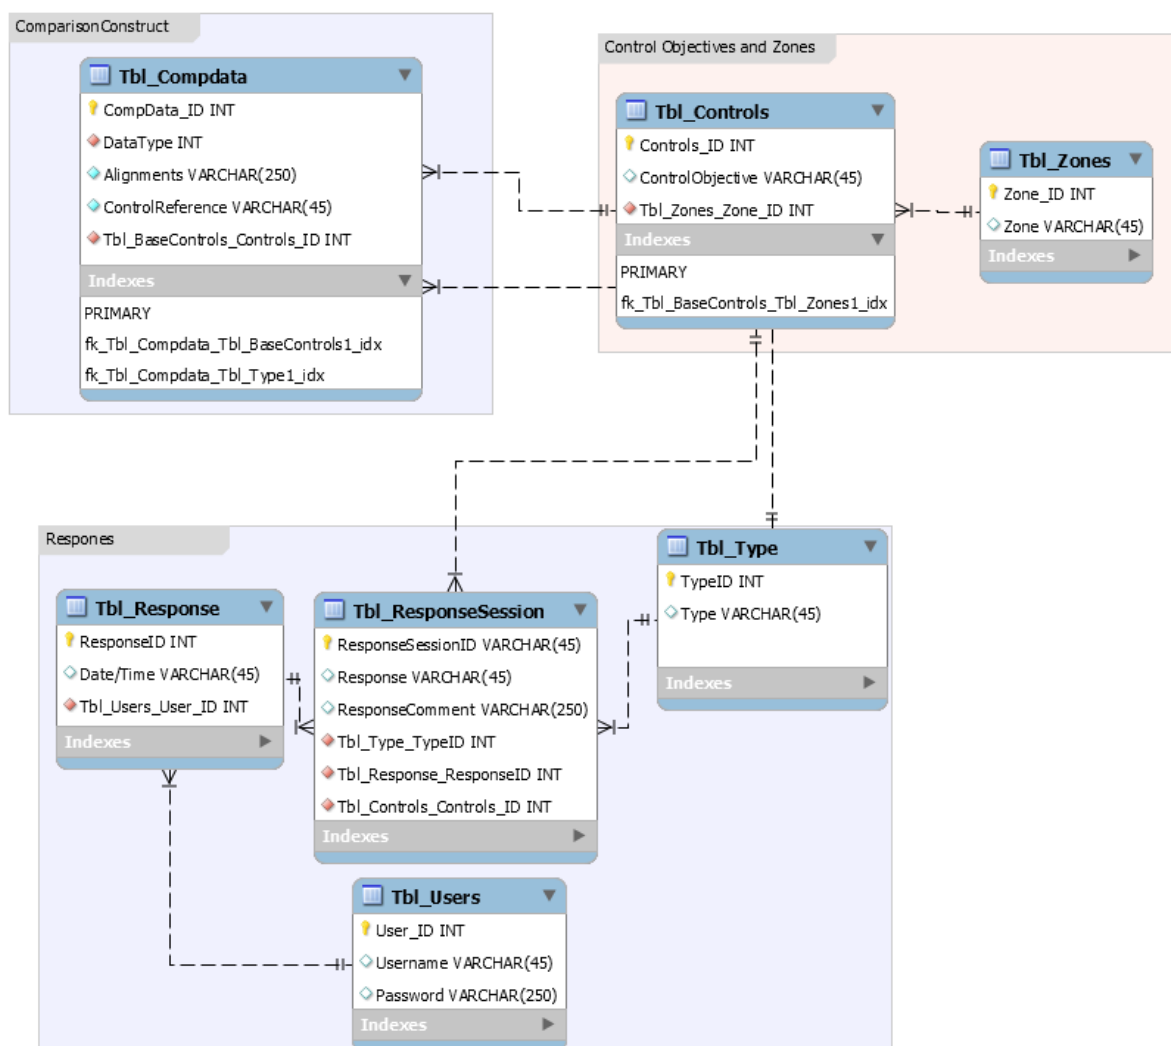 ComparisonConstruct
Tbl_Compdata
CompData_ID INT
DataType INT
Alignments VARCHAR(250)
ControlReference VARCHAR(45)
Tbl_BaseControls_Controls_ID INT
Indexes
PRIMARY
fk_Tbl_Compdata_Tbl_BaseControls1_idx
fk_Tbl_Compdata_Tbl_Type1_idx
Control Objectives and Zones
Tbl_Controls
Controls_ID INT
ControlObjective VARCHAR(45)
Tbl_Zones_Zone_ID INT
Indexes
PRIMARY
fk_Tbl_BaseControls_Tbl_Zones1_idx
Tbl_Zones
Zone_ID INT
Zone VARCHAR(45)
Indexes
Respones
Tbl_Response
ResponseID INT
Date/Time VARCHAR(45)
Tbl_Users_User_ID INT
Indexes
Tbl_ResponseSession
ResponseSessionID VARCHAR(45)
Response VARCHAR(45)
ResponseComment VARCHAR(250)
Tbl_Type_TypeID INT
Tbl_Response_ResponseID INT
Tbl_Controls_Controls_ID INT
Indexes
Tbl_Type
TypeID INT
Type VARCHAR(45)
Indexes
Tbl_Users
User_ID INT
Username VARCHAR(45)
Password VARCHAR(250)
Indexes